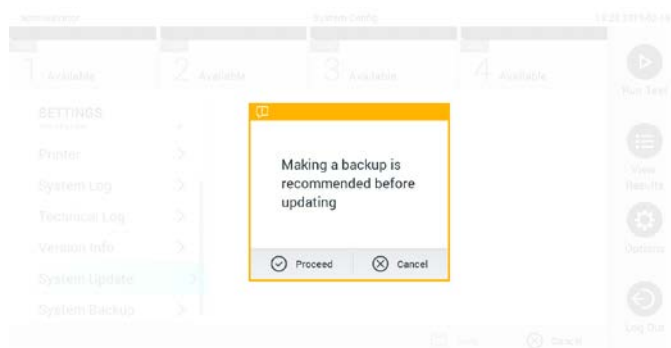 Administrator System Config
1 Available 2 Available 3 Available 4 Available
Run Test
SETTINGS
Printer
System Log
Technical Log
Version Info
System Update
System Backup
Making a backup is
recommended before
updating
Proceed Cancel
View
Results
Options
Log Out
Save Cancel